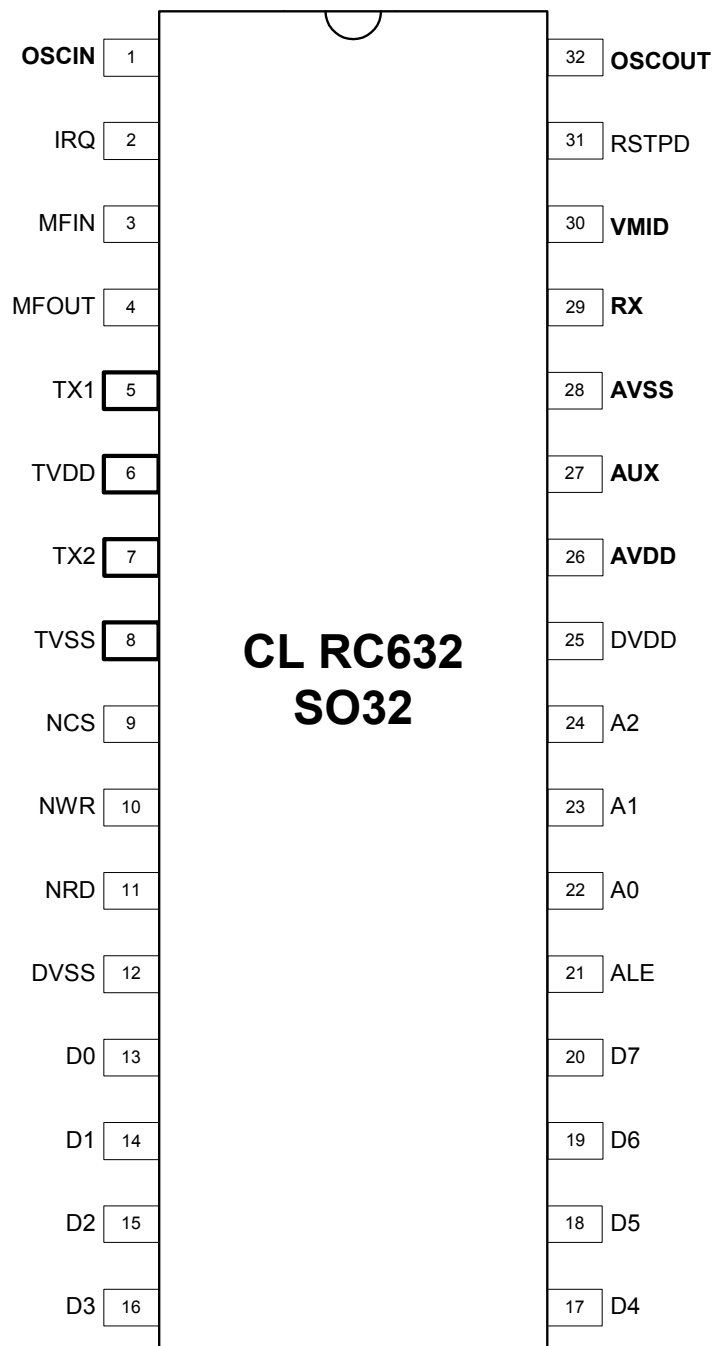 OSCIN 1 32 OSCOUT
IRQ 2 31 RSTPD
MFIN 3 30 VMID
MFOUT 4 29 RX
TX1 5 28 AVSS
TVDD 6 27 AUX
TX2 7 26 AVDD
TVSS 8 25 DVDD
CL RC632
SO32
NCS 9 24 A2
NWR 10 23 A1
NRD 11 22 A0
DVSS 12 21 ALE
D0 13 20 D7
D1 14 19 D6
D2 15 18 D5
D3 16 17 D4